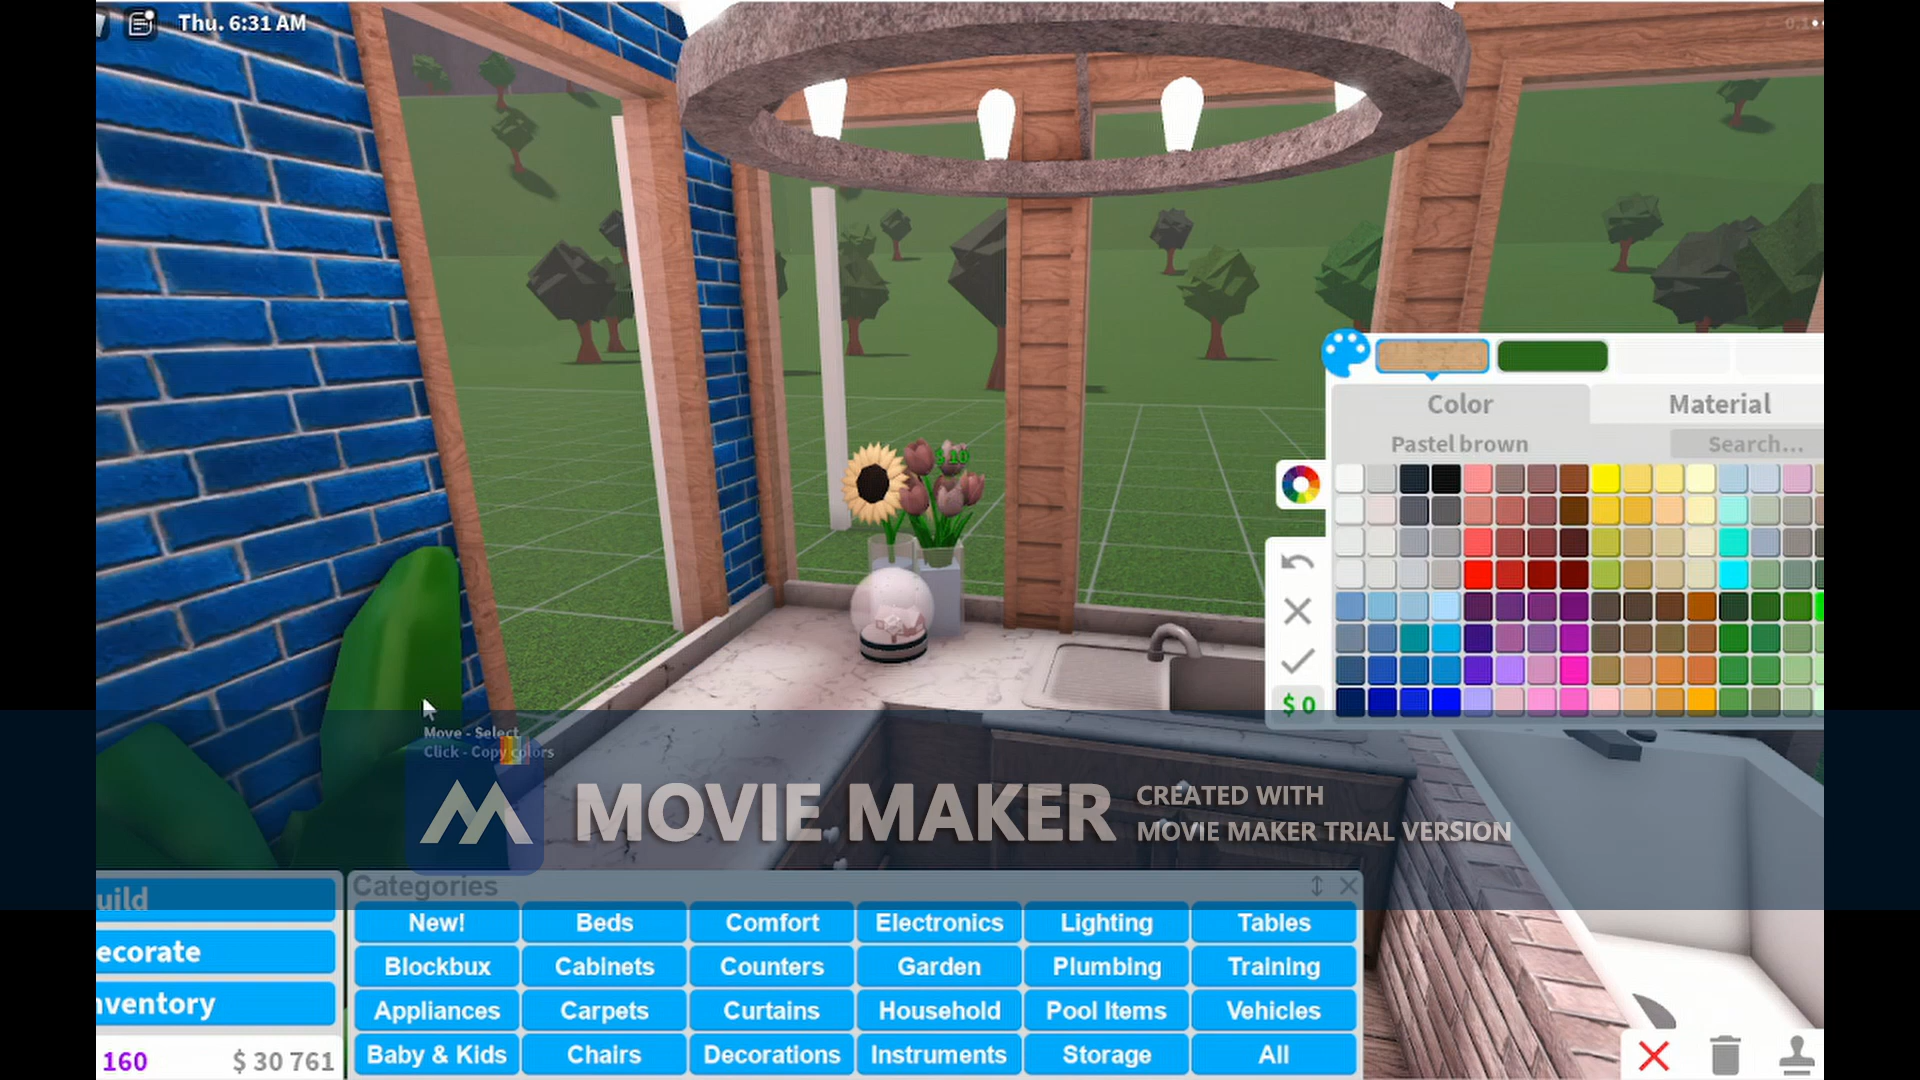 Thu. 6:31 AM
$ 10
Color
Material
Pastel brown
Search...
$ 0
Move - Select
Click - Copy colors
MOVIE MAKER
CREATED WITH
MOVIE MAKER TRIAL VERSION
uild
ecorate
nventory
160
$ 30 761
Categories
New!
Beds
Comfort
Electronics
Lighting
Tables
Blockbux
Cabinets
Counters
Garden
Plumbing
Training
Appliances
Carpets
Curtains
Household
Pool Items
Vehicles
Baby & Kids
Chairs
Decorations
Instruments
Storage
All